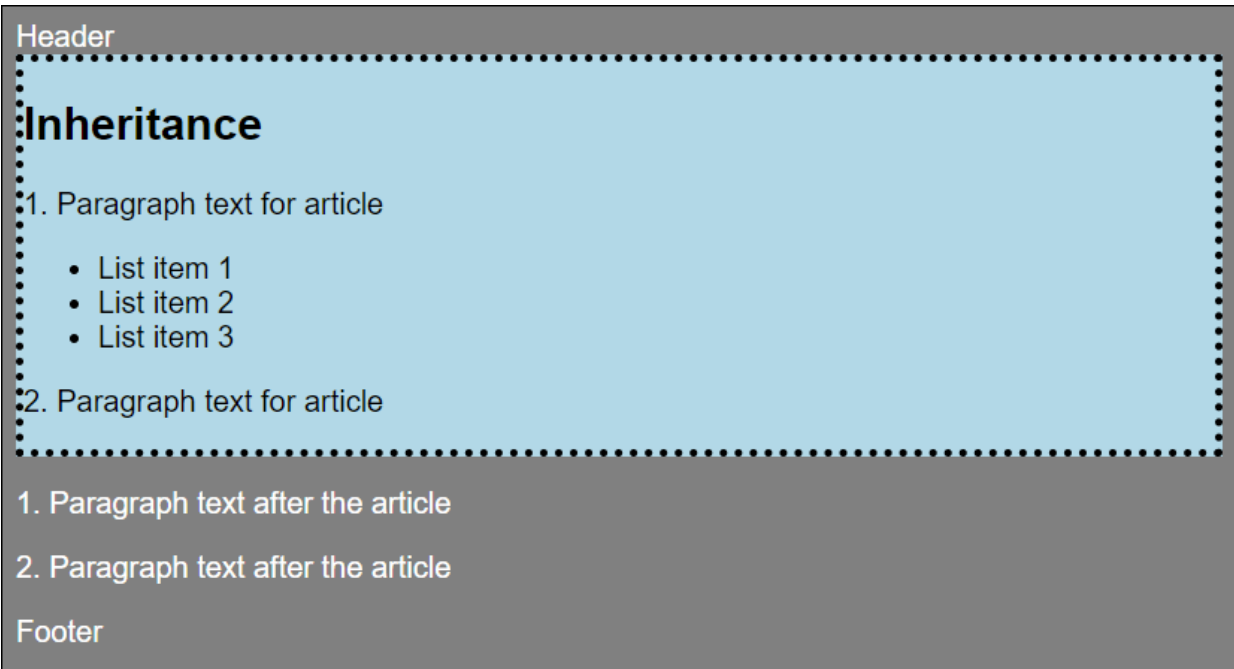 Header
Inheritance
1. Paragraph text for article
• List item 1
• List item 2
• List item 3
2. Paragraph text for article
1. Paragraph text after the article
2. Paragraph text after the article
Footer